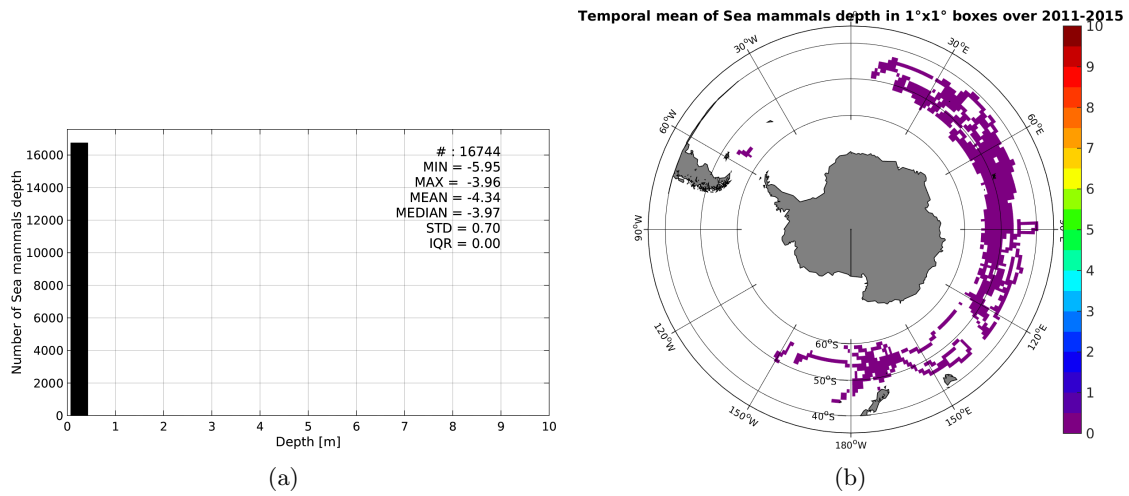 Temporal mean of Sea mammals depth in 1°x1° boxes over 2011-2015
Number of Sea mammals depth
16000
14000
12000
10000
8000
6000
4000
2000
0
# : 16744
MIN = -5.95
MAX = -3.96
MEAN = -4.34
MEDIAN = -3.97
STD = 0.70
IQR = 0.00
0 1 2 3 4 5 6 7 8 9 10
Depth [m]
(a)
30°W
30°E
60°W
60°E
90°W
120°W
120°E
150°W
150°E
180°W
60°S
50°S
40°S
10
9
8
7
6
5
4
3
2
1
0
(b)